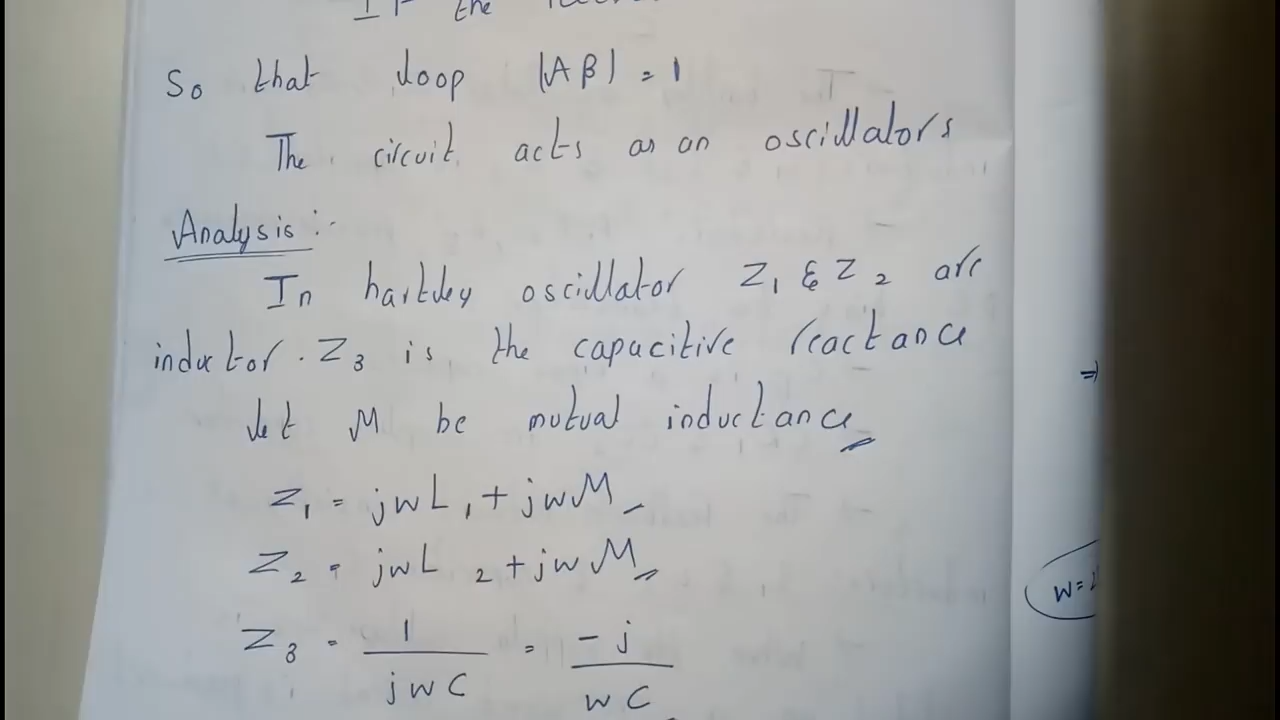 the
So that loop |Aβ| = 1
The circuit acts as an oscillators
Analysis :-
In hartley oscillator Z1 & Z2 are
inductor . Z3 is the capacitive reactance
Let M be mutual inductance
Z1 = jwL1 + jwM
Z2 = jwL2 + jwM
Z3 = 1/jwC = -j/wC
⇒
W=